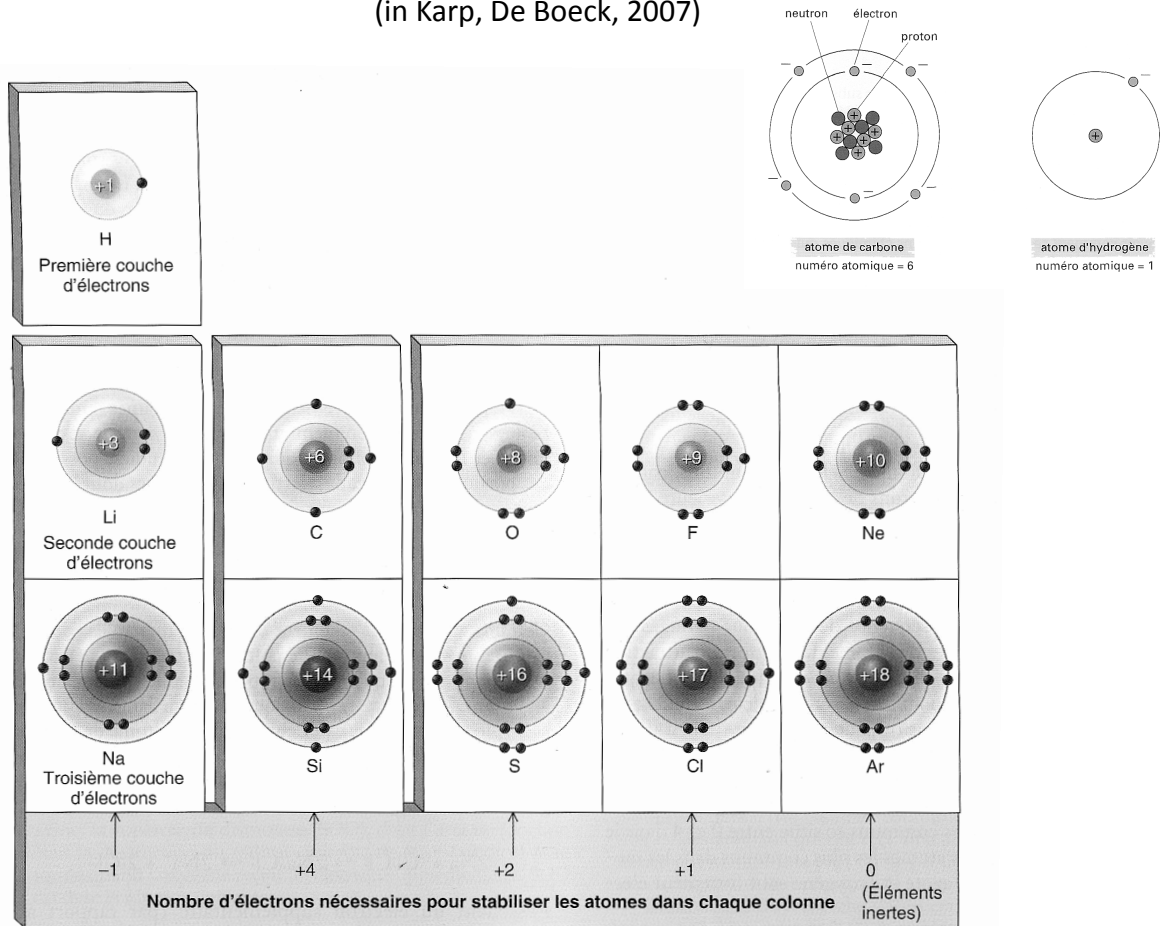 (in Karp, De Boeck, 2007)
neutron
électron
proton
–
–
–
–
–
–
+
+
+
+
+
+
–
+
atome de carbone
numéro atomique = 6
atome d'hydrogène
numéro atomique = 1
+1
H
Première couche
d'électrons
+3
Li
Seconde couche
d'électrons
+6
C
+8
O
+9
F
+10
Ne
+11
Na
Troisième couche
d'électrons
+14
Si
+16
S
+17
Cl
+18
Ar
–1
+4
+2
+1
0
(Éléments
inertes)
Nombre d'électrons nécessaires pour stabiliser les atomes dans chaque colonne